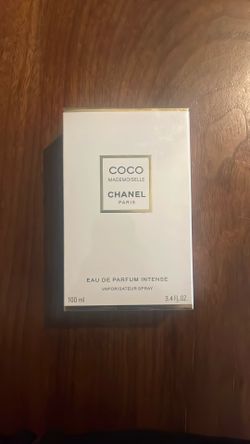 COCO
MADEMOISELLE
CHANEL
PARIS
EAU DE PARFUM INTENSE
VAPORISATEUR SPRAY
100 ml 3.4 FL.OZ.